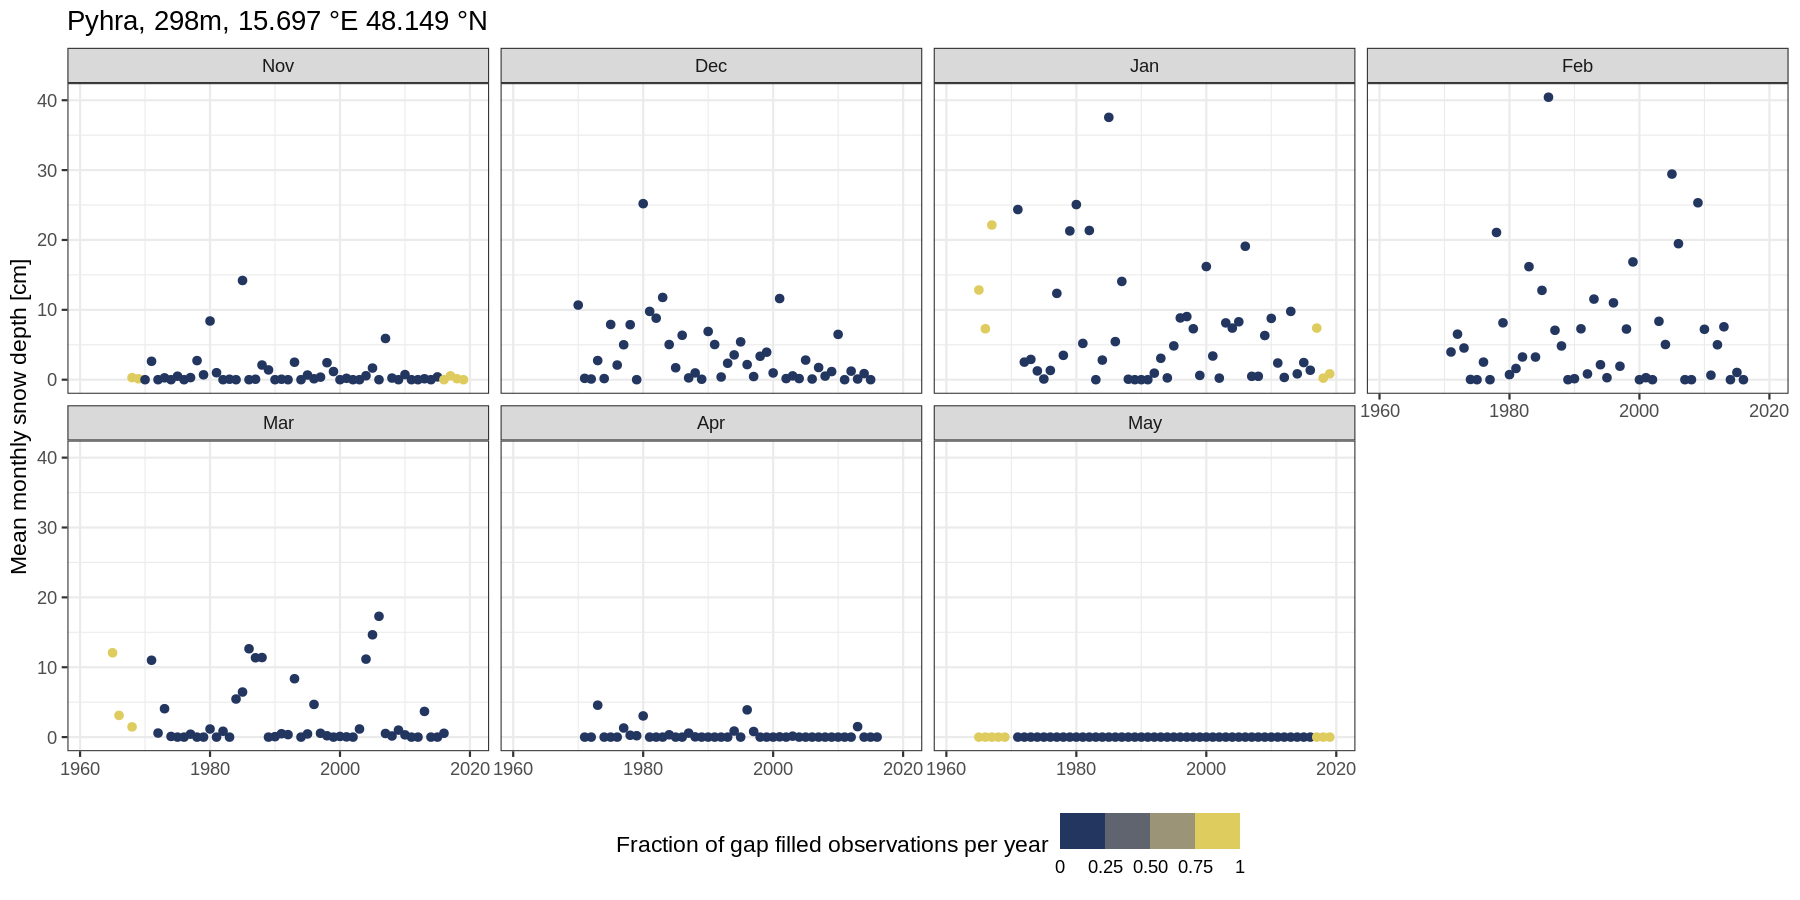 Pyhra, 298m, 15.697 °E 48.149 °N
Nov
Dec
Jan
Feb
40
30
20
10
0
1960 1980 2000 2020
Mean monthly snow depth [cm]
Mar
Apr
May
40
30
20
10
0
1960 1980 2000 2020
1960 1980 2000 2020
1960 1980 2000 2020
Fraction of gap filled observations per year
0 0.25 0.50 0.75 1